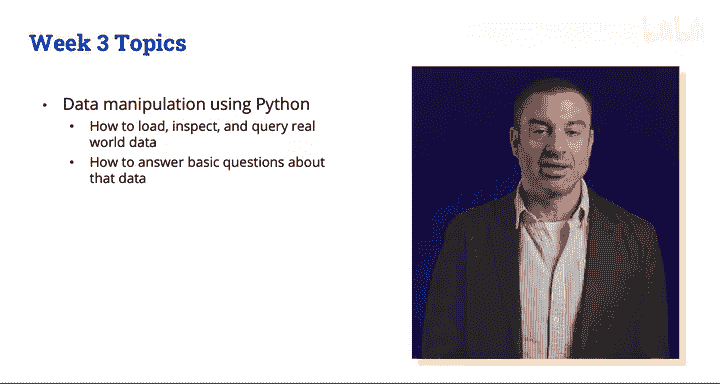 Week 3 Topics
• Data manipulation using Python
• How to load, inspect, and query real
world data
• How to answer basic questions about
that data